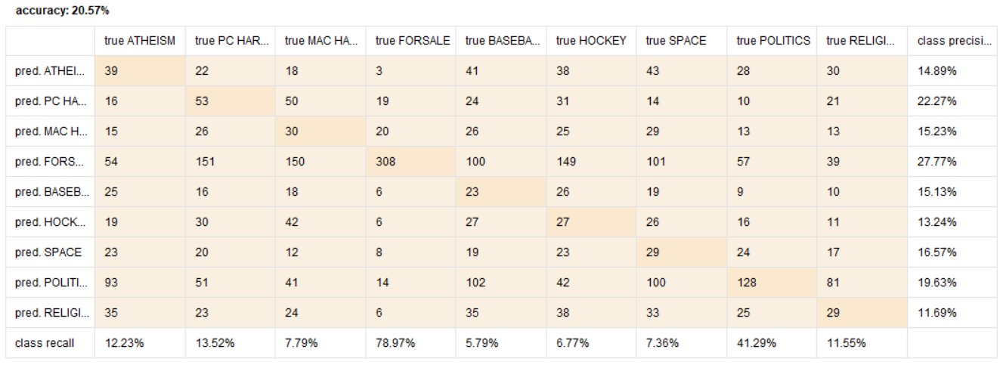 accuracy: 20.57%
true ATHEISM true PC HAR... true MAC HA... true FORSALE true BASEBA... true HOCKEY true SPACE true POLITICS true RELIGI... class precisi...
pred. ATHEI... 39 22 18 3 41 38 43 28 30 14.89%
pred. PC HA... 16 53 50 19 24 31 14 10 21 22.27%
pred. MAC H... 15 26 30 20 26 25 29 13 13 15.23%
pred. FORS... 54 151 150 308 100 149 101 57 39 27.77%
pred. BASEB... 25 16 18 6 23 26 19 9 10 15.13%
pred. HOCK... 19 30 42 6 27 27 26 16 11 13.24%
pred. SPACE 23 20 12 8 19 23 29 24 17 16.57%
pred. POLITI... 93 51 41 14 102 42 100 128 81 19.63%
pred. RELIGI... 35 23 24 6 35 38 33 25 29 11.69%
class recall 12.23% 13.52% 7.79% 78.97% 5.79% 6.77% 7.36% 41.29% 11.55%